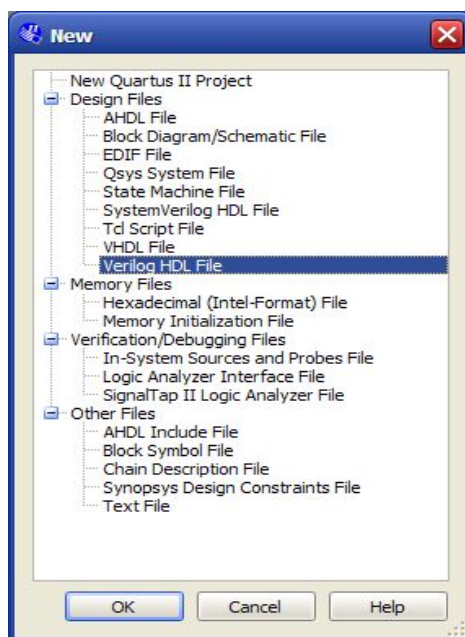 New
New Quartus II Project
Design Files
AHDL File
Block Diagram/Schematic File
EDIF File
Qsys System File
State Machine File
SystemVerilog HDL File
Tcl Script File
VHDL File
Verilog HDL File
Memory Files
Hexadecimal (Intel-Format) File
Memory Initialization File
Verification/Debugging Files
In-System Sources and Probes File
Logic Analyzer Interface File
SignalTap II Logic Analyzer File
Other Files
AHDL Include File
Block Symbol File
Chain Description File
Synopsys Design Constraints File
Text File
OK Cancel Help